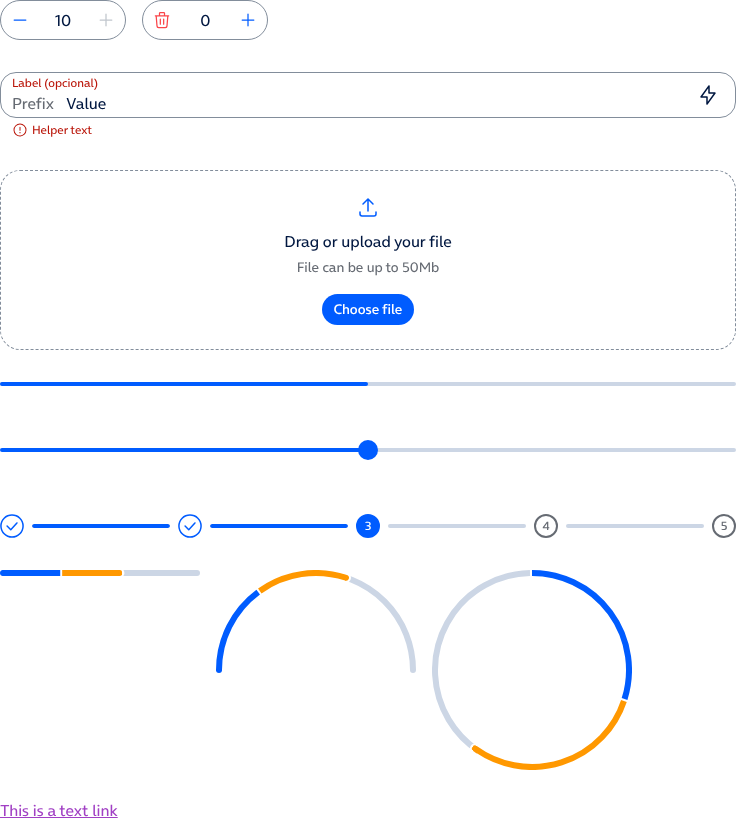 10
0
Label (opcional)
Prefix Value
Helper text
Drag or upload your file
File can be up to 50Mb
Choose file
3 4 5
This is a text link